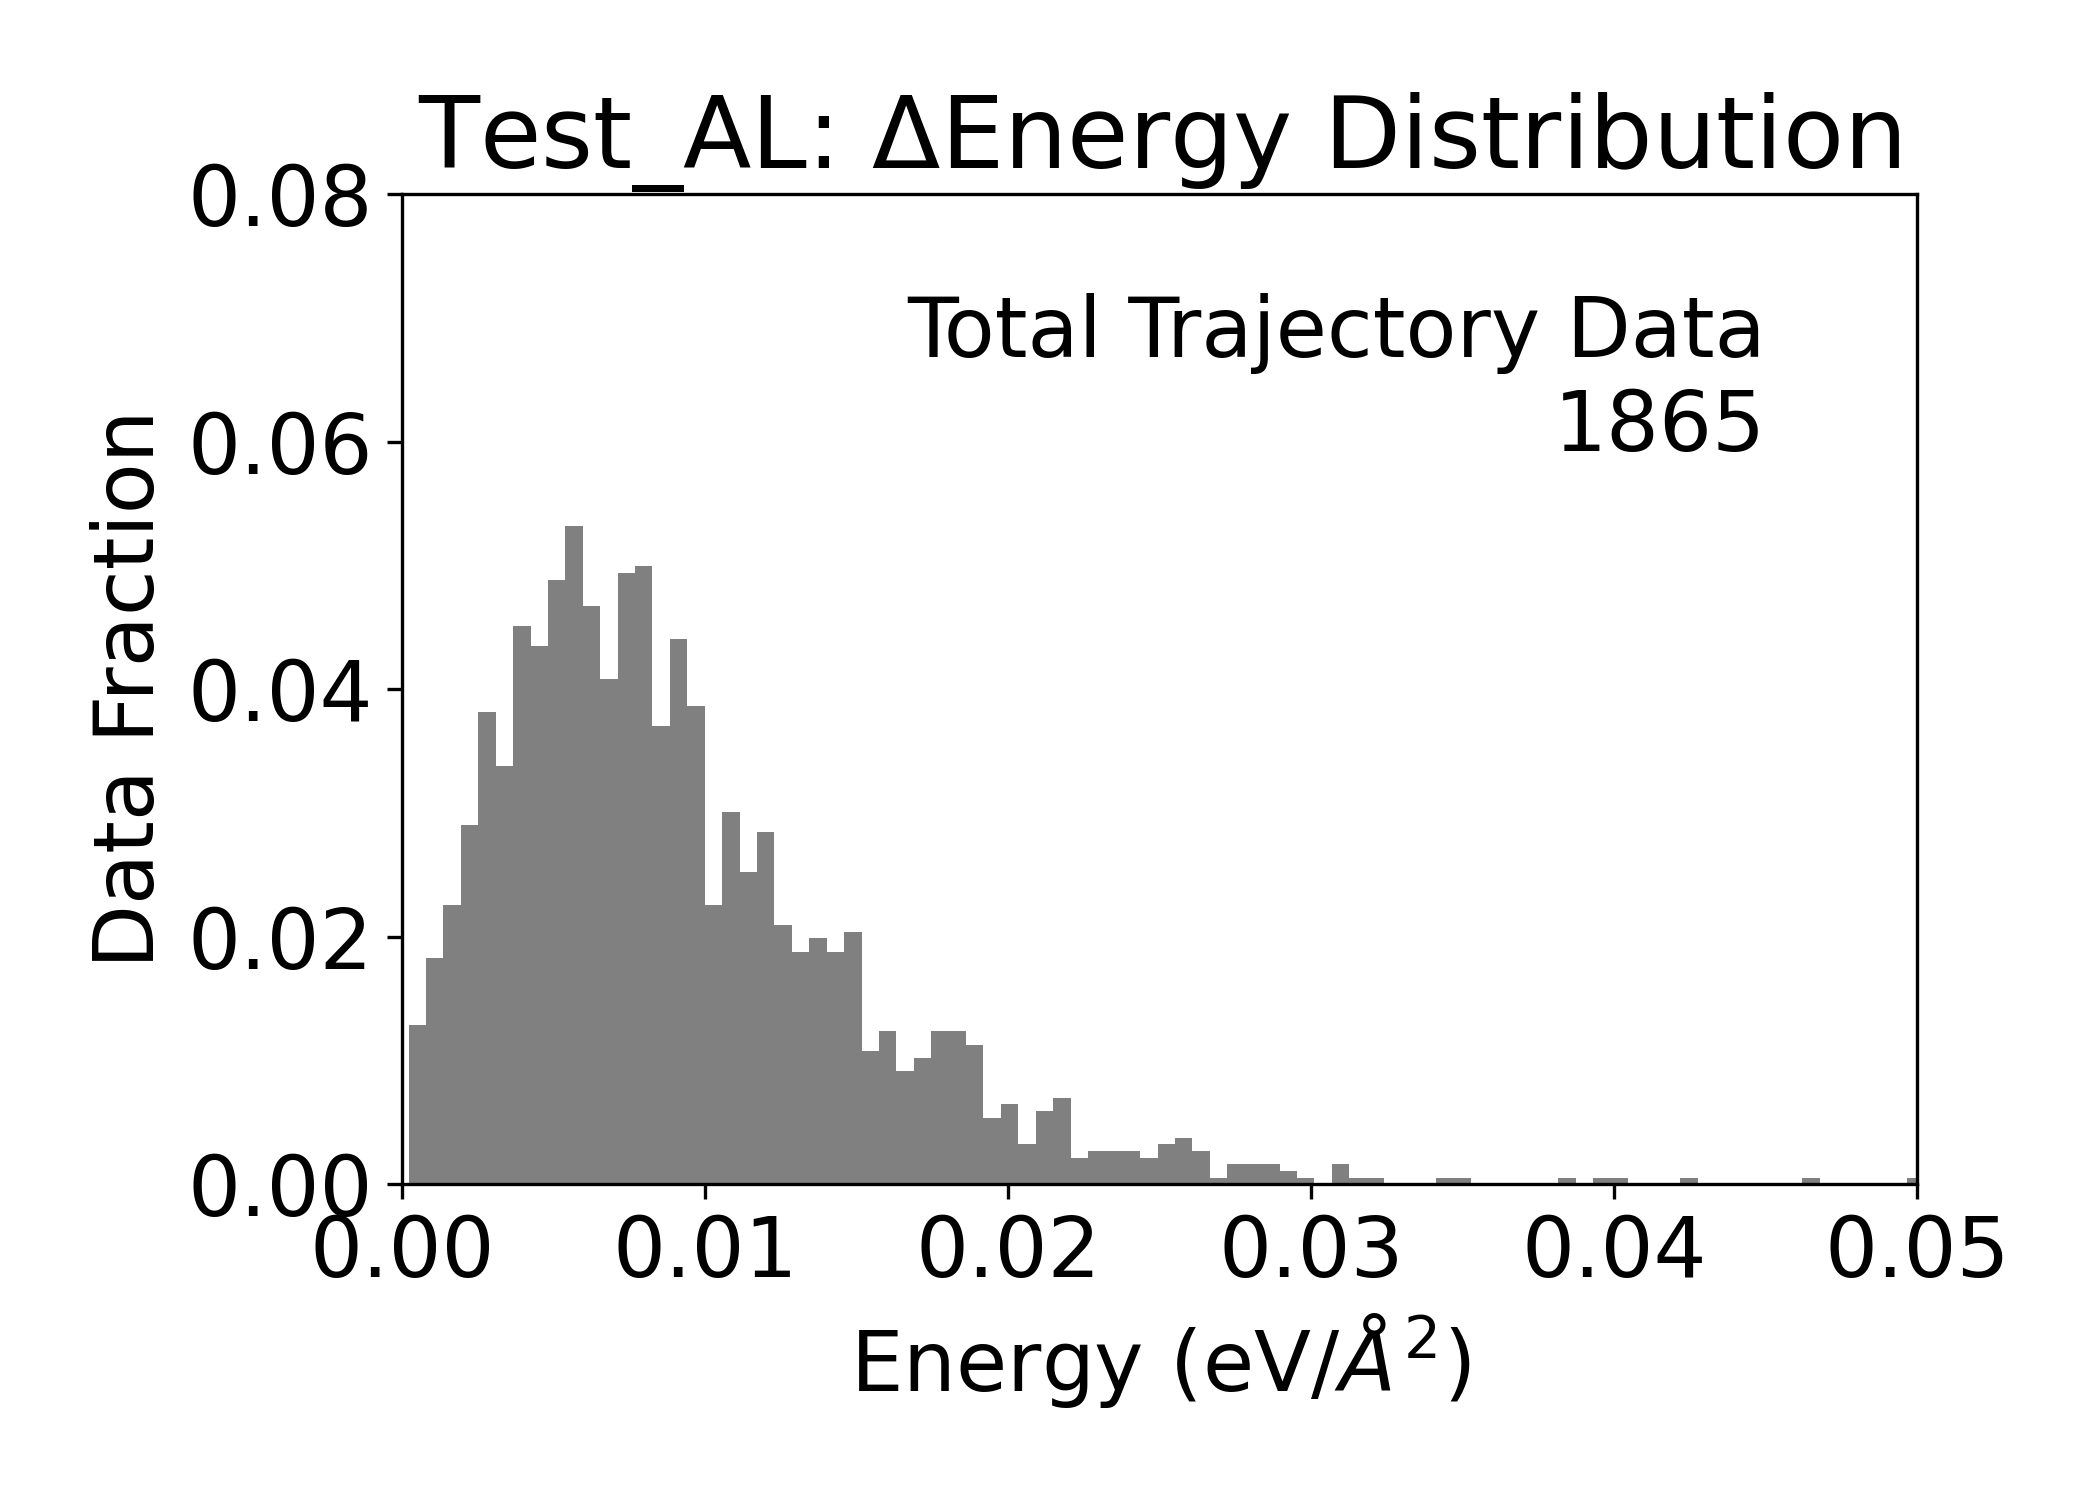 Test_AL: ΔEnergy Distribution
0.08
0.06
0.04
0.02
0.00
Data Fraction
Total Trajectory Data
1865
0.00 0.01 0.02 0.03 0.04 0.05
Energy (eV/Å²)